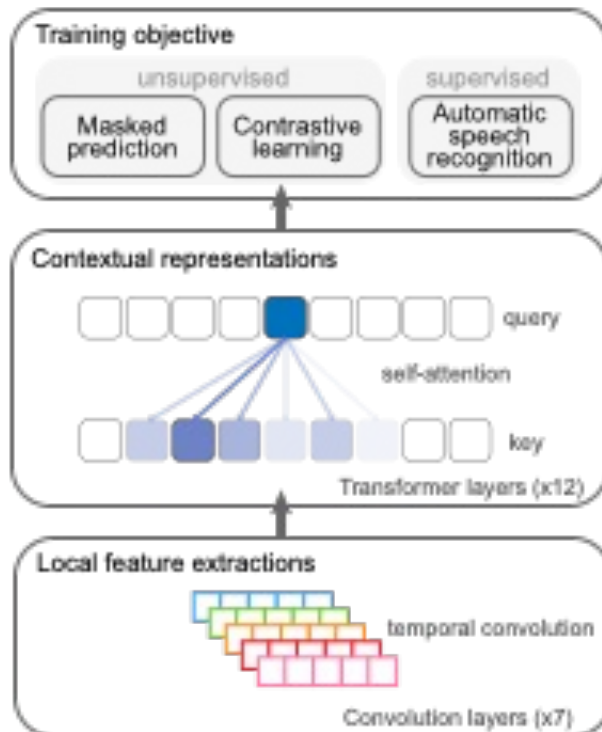 Training objective
unsupervised
supervised
Masked
prediction
Contrastive
learning
Automatic
speech
recognition
Contextual representations
query
self-attention
key
Transformer layers (x12)
Local feature extractions
temporal convolution
Convolution layers (x7)